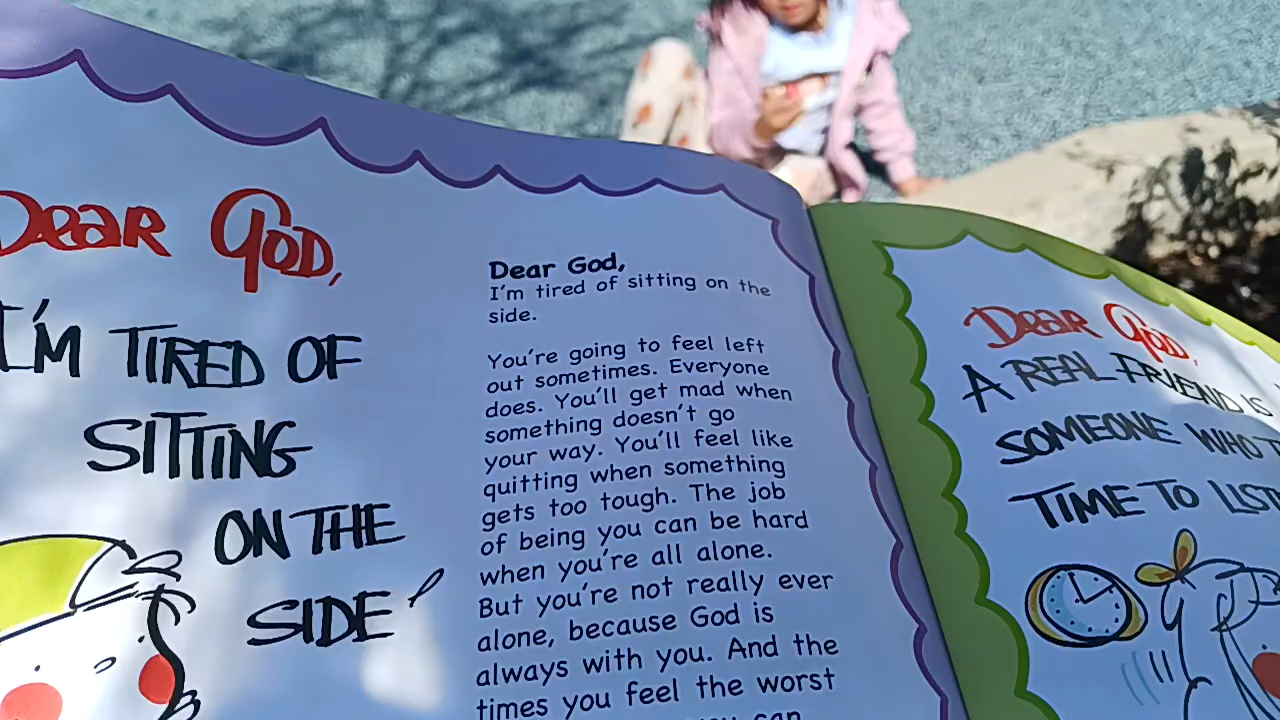 Dear God,
I'M TIRED OF
SITTING
ON THE
SIDE!
Dear God,
I'm tired of sitting on the
side.
You're going to feel left
out sometimes. Everyone
does. You'll get mad when
something doesn't go
your way. You'll feel like
quitting when something
gets too tough. The job
of being you can be hard
when you're all alone.
But you're not really ever
alone, because God is
always with you. And the
times you feel the worst
you can
Dear God,
A REAL FRIEND IS
SOMEONE WHO
TIME TO